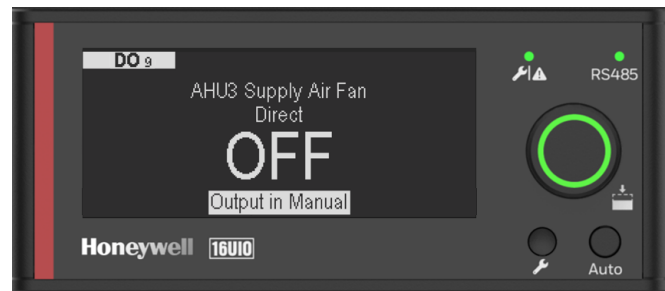 DO 9
AHU3 Supply Air Fan
Direct
OFF
Output in Manual
RS485
Honeywell 16UIO
Auto